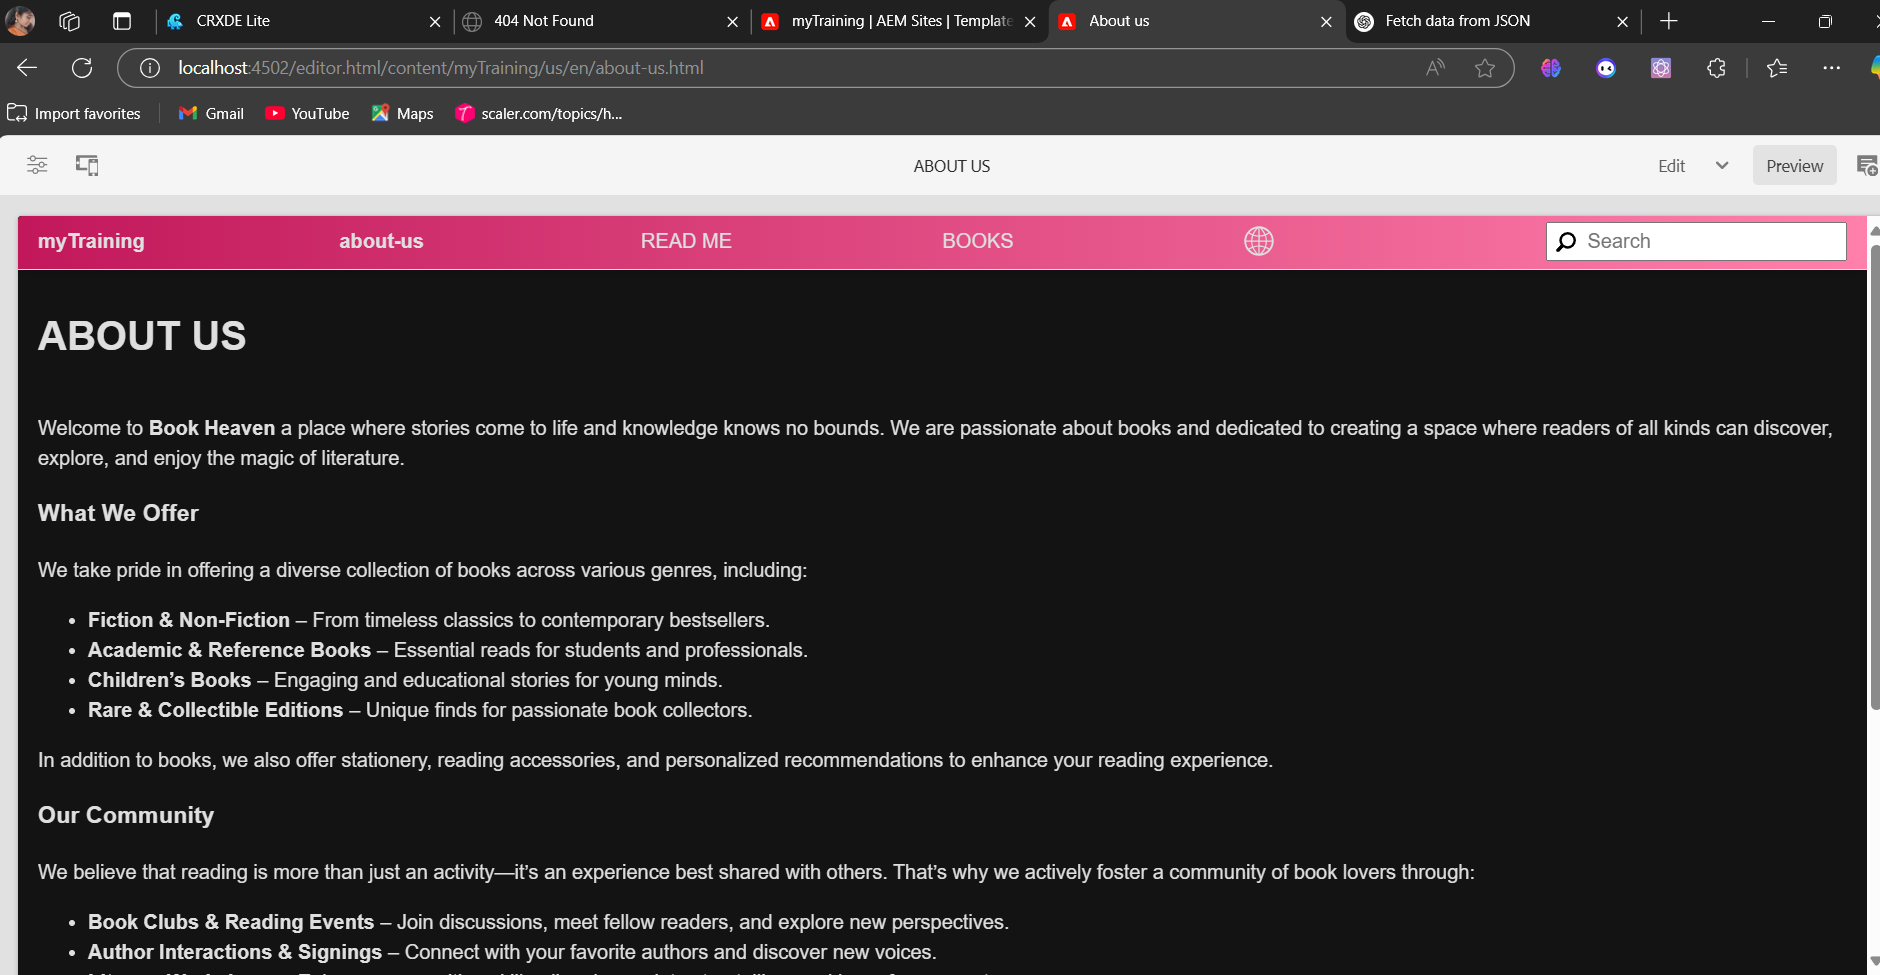 CRXDE Lite
404 Not Found
myTraining | AEM Sites | Template
About us
Fetch data from JSON
localhost:4502/editor.html/content/myTraining/us/en/about-us.html
Import favorites
Gmail
YouTube
Maps
scaler.com/topics/h...
ABOUT US
Edit
Preview
myTraining
about-us
READ ME
BOOKS
Search
ABOUT US
Welcome to Book Heaven a place where stories come to life and knowledge knows no bounds. We are passionate about books and dedicated to creating a space where readers of all kinds can discover,
explore, and enjoy the magic of literature.
What We Offer
We take pride in offering a diverse collection of books across various genres, including:
• Fiction & Non-Fiction – From timeless classics to contemporary bestsellers.
• Academic & Reference Books – Essential reads for students and professionals.
• Children’s Books – Engaging and educational stories for young minds.
• Rare & Collectible Editions – Unique finds for passionate book collectors.
In addition to books, we also offer stationery, reading accessories, and personalized recommendations to enhance your reading experience.
Our Community
We believe that reading is more than just an activity—it’s an experience best shared with others. That’s why we actively foster a community of book lovers through:
• Book Clubs & Reading Events – Join discussions, meet fellow readers, and explore new perspectives.
• Author Interactions & Signings – Connect with your favorite authors and discover new voices.